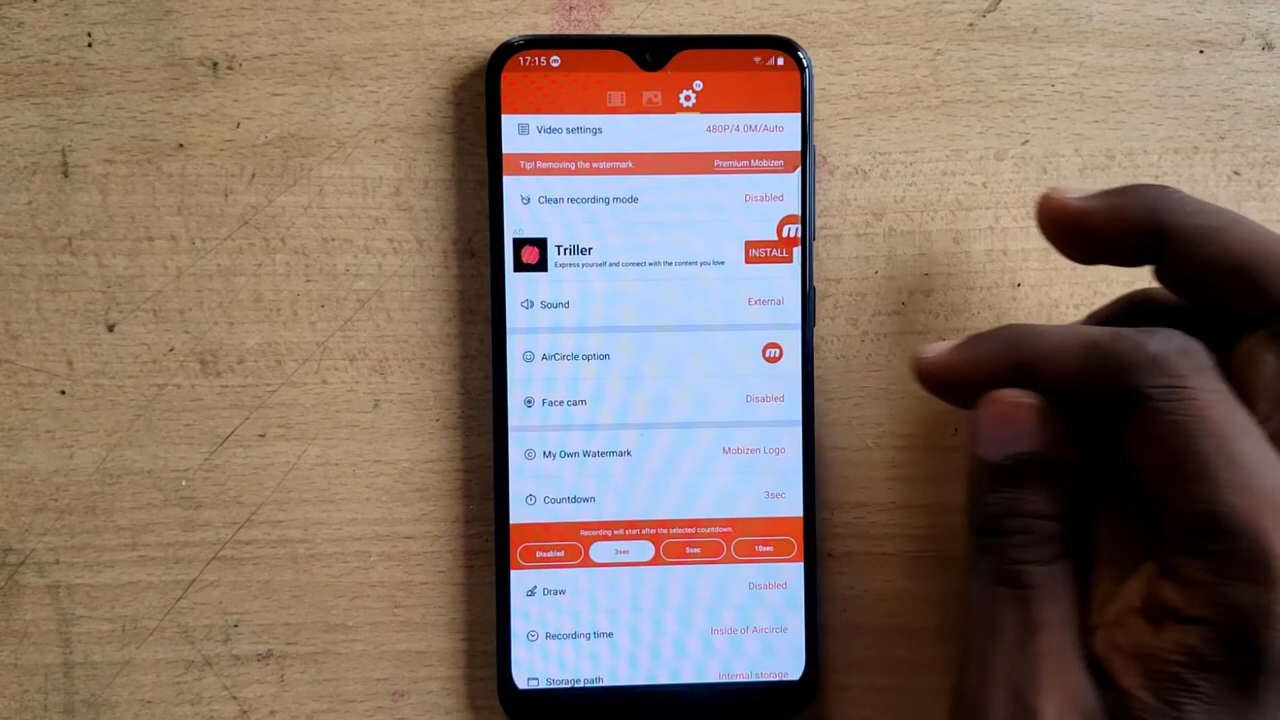 17:15 m
N
Video settings 480P/4.0M/Auto
Tip! Removing the watermark. Premium Mobizen
Clean recording mode Disabled
AD
m
Triller INSTALL
Express yourself and connect with the content you love
Sound External
AirCircle option m
Face cam Disabled
My Own Watermark Mobizen Logo
Countdown 3sec
Recording will start after the selected countdown.
Disabled 3sec 5sec 10sec
Draw Disabled
Recording time Inside of Aircircle
Storage path Internal storage